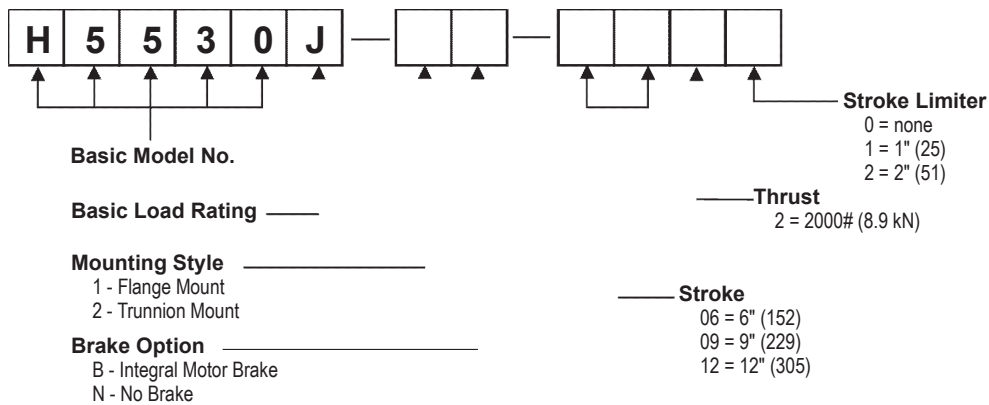 H 5 5 3 0 J
Stroke Limiter
0 = none
1 = 1" (25)
2 = 2" (51)
Basic Model No.
Thrust
2 = 2000# (8.9 kN)
Basic Load Rating
Mounting Style
1 - Flange Mount
2 - Trunnion Mount
Stroke
06 = 6" (152)
09 = 9" (229)
12 = 12" (305)
Brake Option
B - Integral Motor Brake
N - No Brake